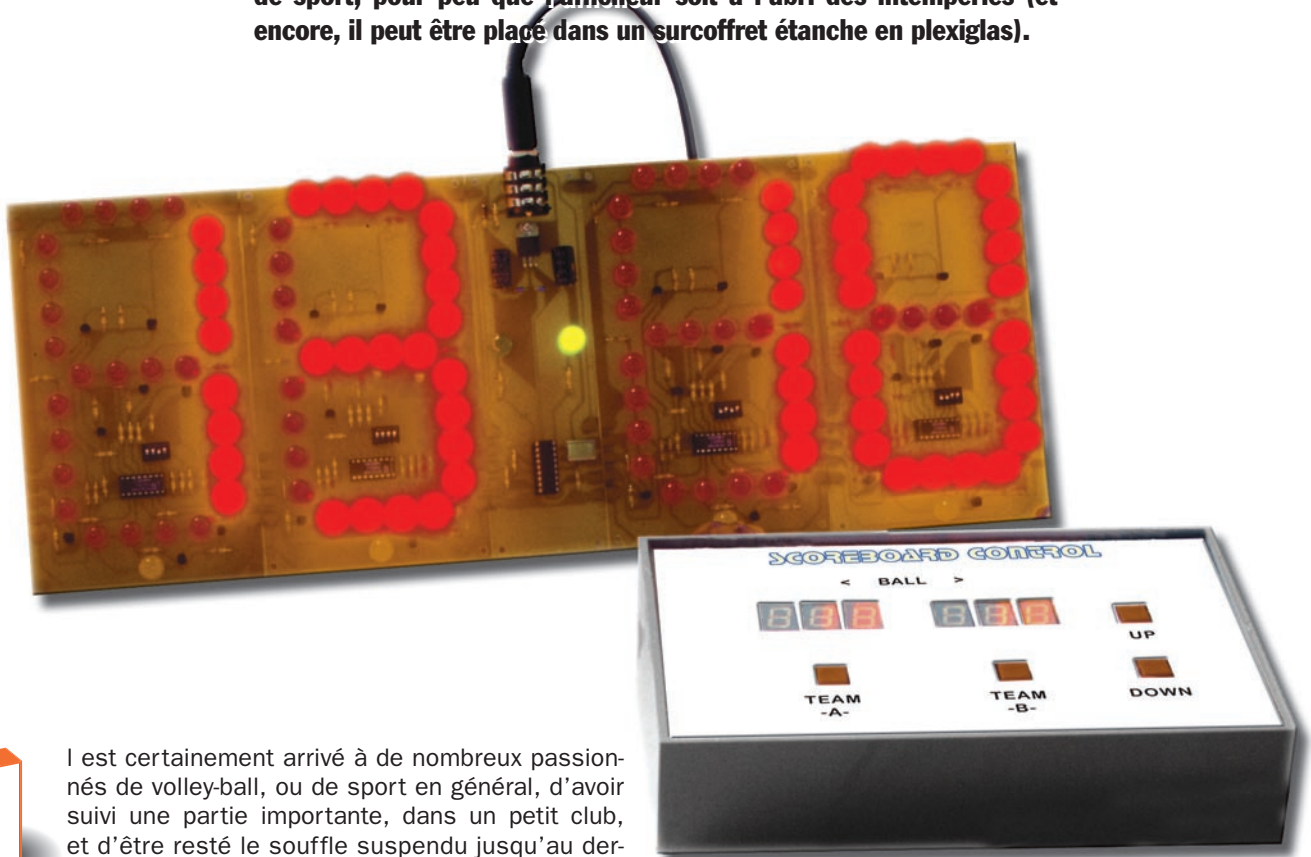 de sport, pour peu que l'afficheur soit à l'abri des intempéries (et
encore, il peut être placé dans un surcoffret étanche en plexiglas).
13 10
SCOREBOARD CONTROL
< BALL >
UP
TEAM
-A-
TEAM
-B-
DOWN
l est certainement arrivé à de nombreux passion-
nés de volley-ball, ou de sport en général, d'avoir
suivi une partie importante, dans un petit club,
et d'être resté le souffle suspendu jusqu'au der-